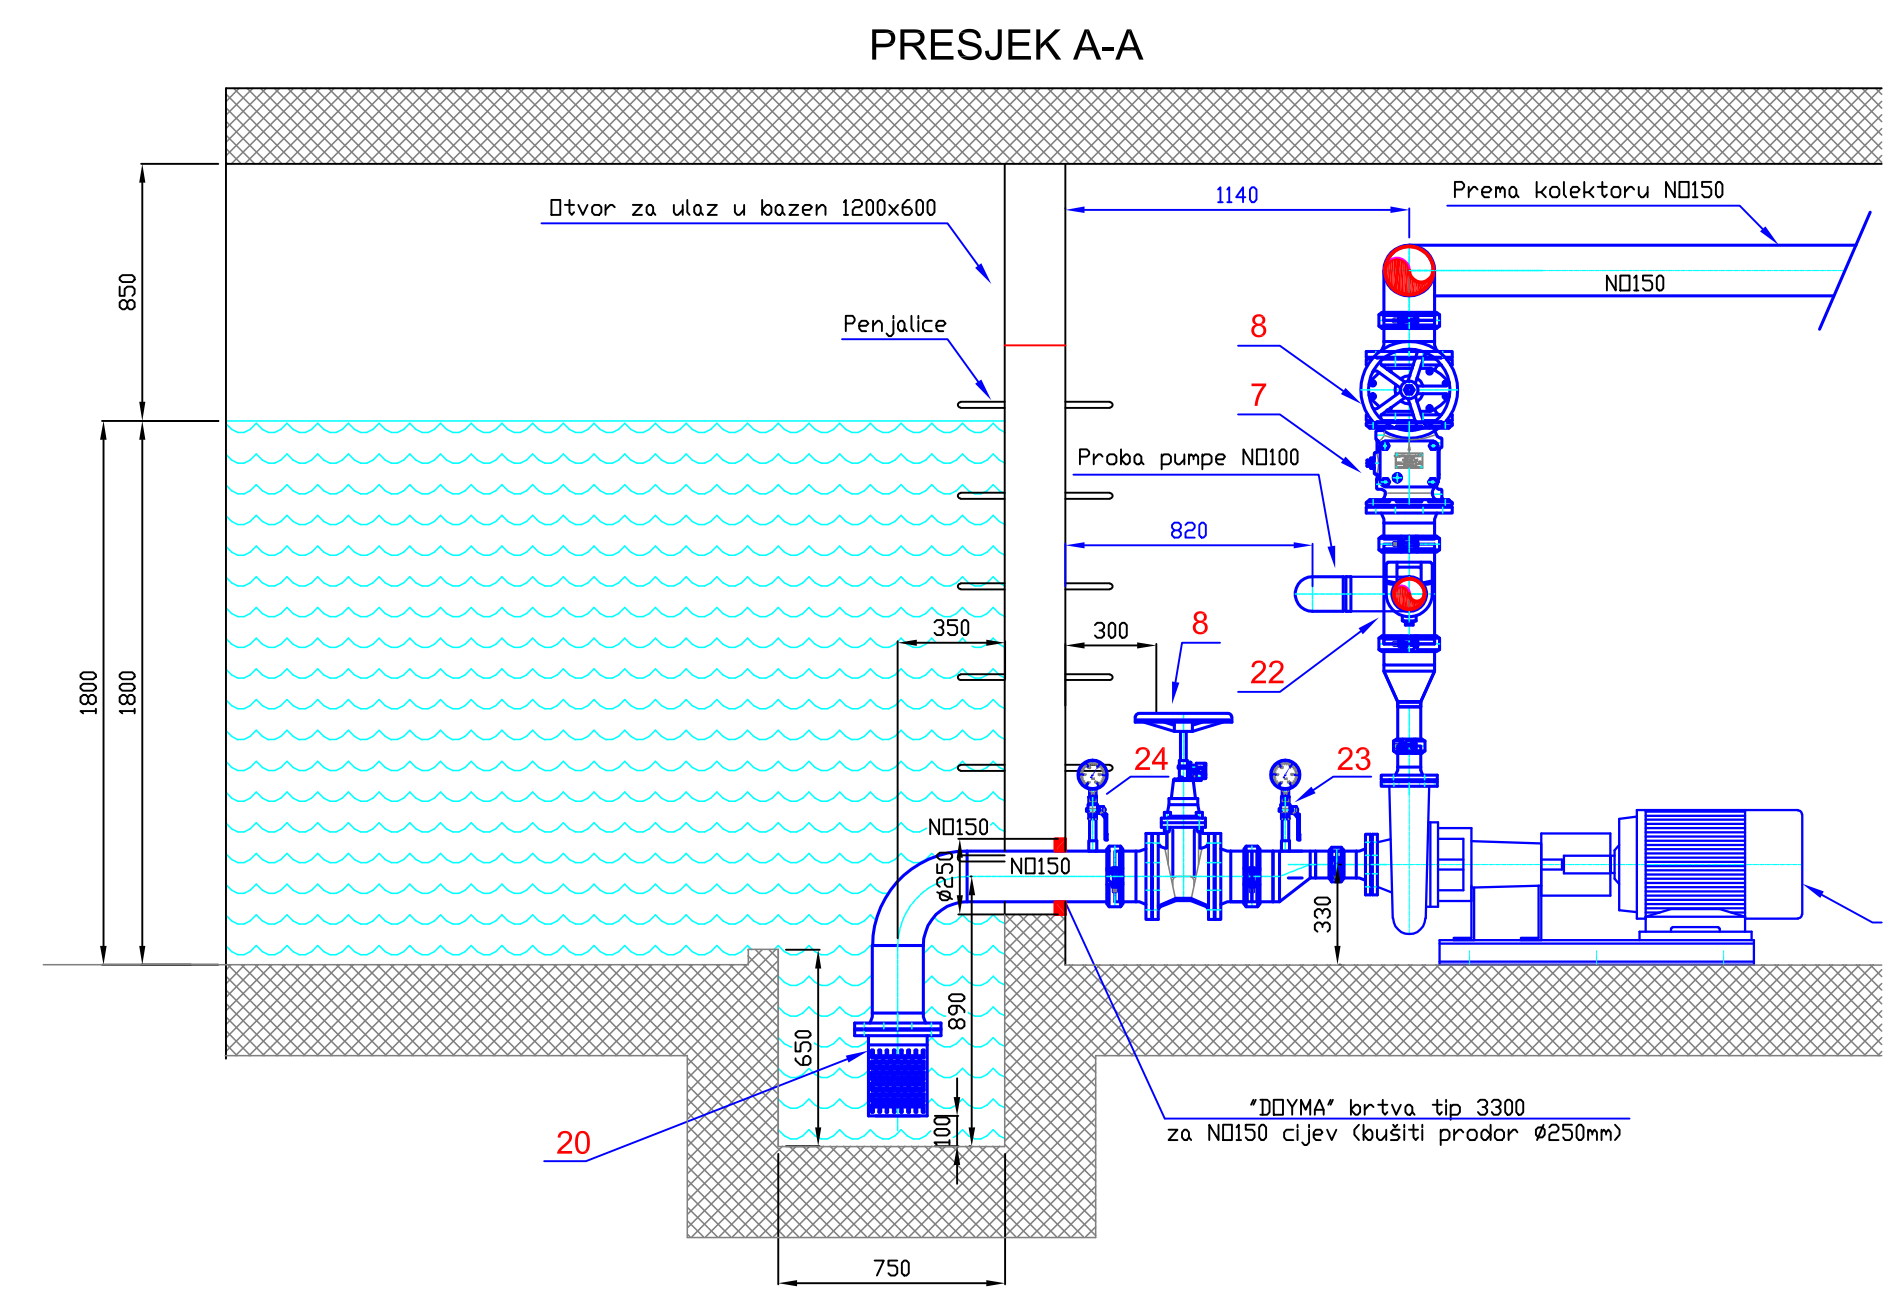 PRESJEK A-A
Otvor za ulaz u bazen 1200x600
1140
Prema kolektoru NO150
NO150
850
Penjalice
8
7
Proba pumpe NO100
820
350
300
8
22
1800
1800
24
23
NO150
Ø250
NO150
330
890
650
100
20
"DOYMA" brtva tip 3300
za NO150 cijev (bušiti prodor Ø250mm)
750